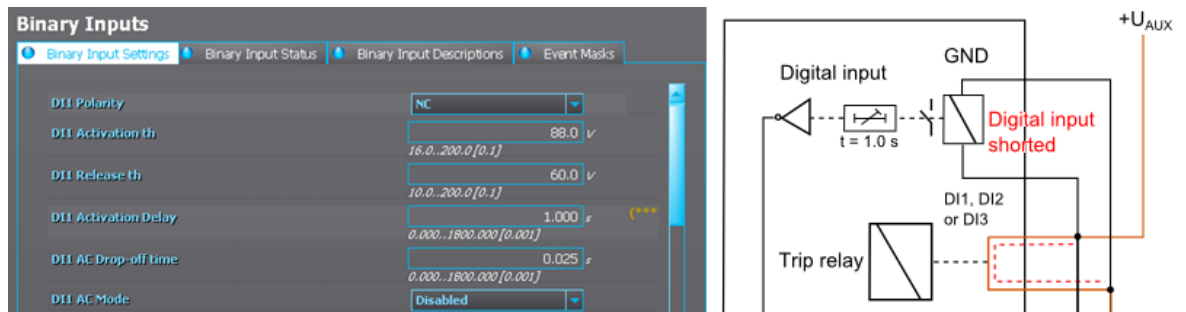 Binary Inputs
Binary Input Settings Binary Input Status Binary Input Descriptions Event Masks
DI1 Polarity NC
DI1 Activation th 88.0 V
16.0..200.0 [0.1]
DI1 Release th 60.0 V
10.0..200.0 [0.1]
DI1 Activation Delay 1.000 s (***
0.000..1800.000 [0.001]
DI1 AC Drop-off time 0.025 s
0.000..1800.000 [0.001]
DI1 AC Mode Disabled
+UAUX
GND
Digital input
Digital input
shorted
t = 1.0 s
DI1, DI2
or DI3
Trip relay